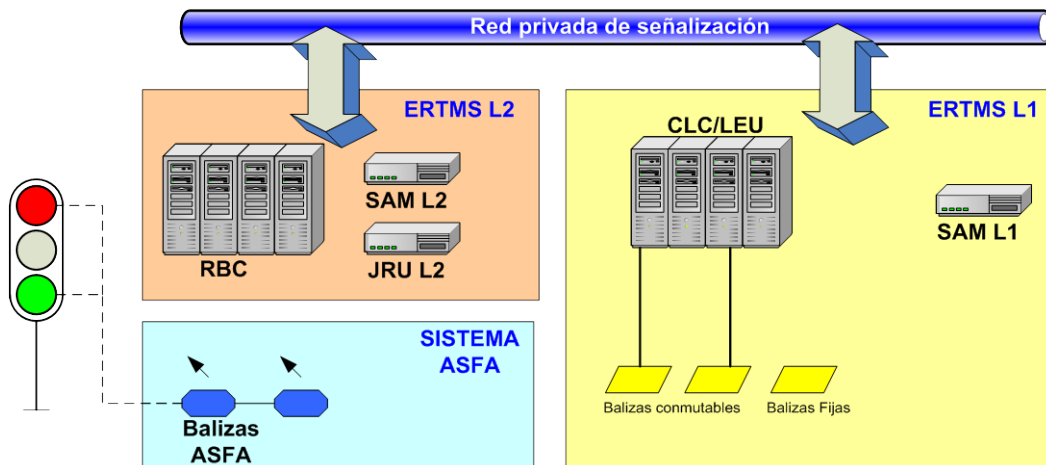 Red privada de señalización
ERTMS L2
RBC
SAM L2
JRU L2
ERTMS L1
CLC/LEU
SAM L1
Balizas conmutables
Balizas Fijas
SISTEMA
ASFA
Balizas
ASFA